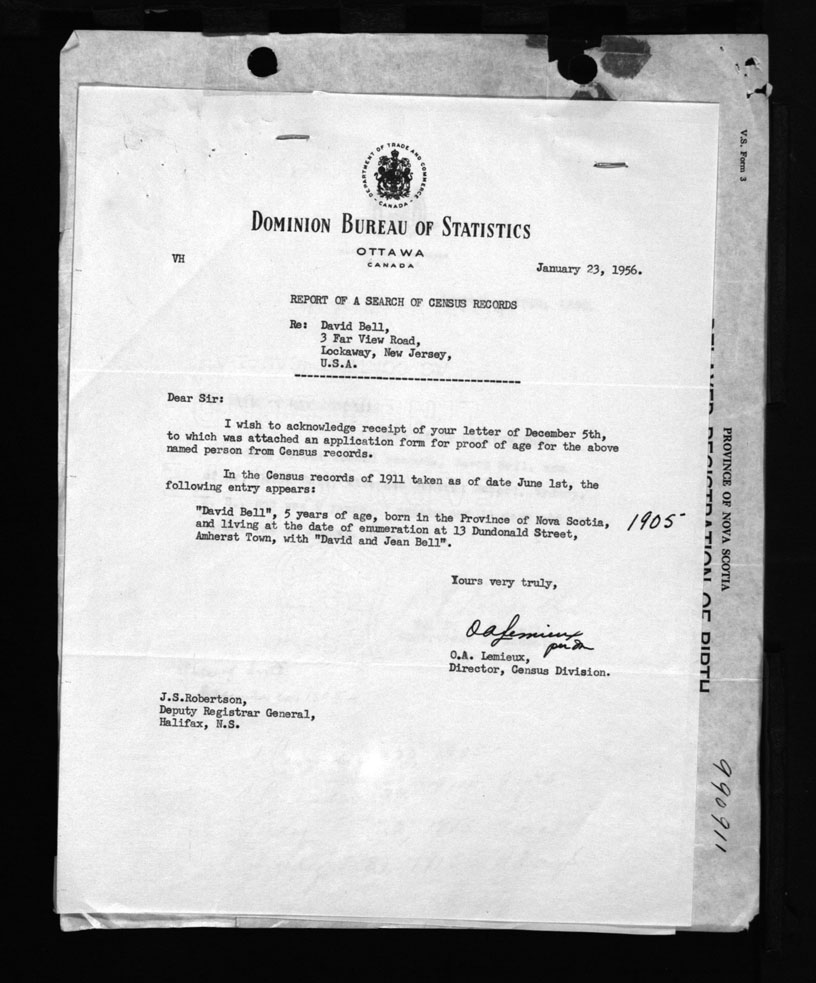 DEPARTMENT OF TRADE AND COMMERCE
- CANADA -
DOMINION BUREAU OF STATISTICS
OTTAWA
CANADA
VH
January 23, 1956.
REPORT OF A SEARCH OF CENSUS RECORDS
Re: David Bell,
3 Far View Road,
Lockaway, New Jersey,
U.S.A.
Dear Sir:
I wish to acknowledge receipt of your letter of December 5th,
to which was attached an application form for proof of age for the above
named person from Census records.
In the Census records of 1911 taken as of date June 1st, the
following entry appears:
"David Bell", 5 years of age, born in the Province of Nova Scotia,
and living at the date of enumeration at 13 Dundonald Street,
Amherst Town, with "David and Jean Bell".
1905
Yours very truly,
O A Lemieux
O.A. Lemieux,
Director, Census Division.
J.S.Robertson,
Deputy Registrar General,
Halifax, N.S.
V.S. Form 3
PROVINCE OF NOVA SCOTIA
REGISTRATION OF BIRTH
990911